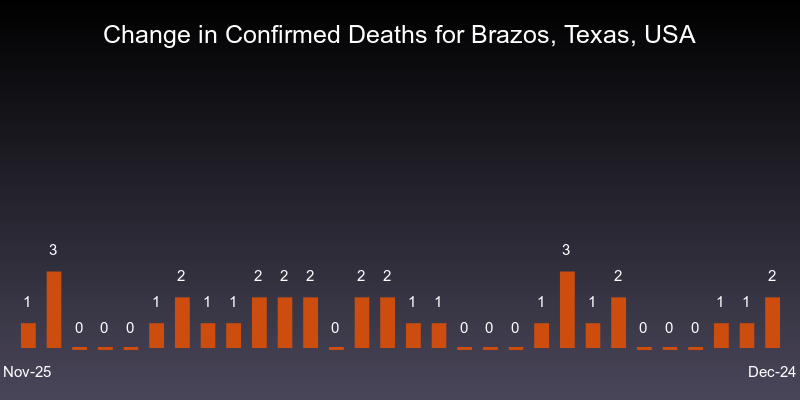 Change in Confirmed Deaths for Brazos, Texas, USA
1 3 0 0 0 1 2 1 1 2 2 2 0 2 2 1 1 0 0 0 1 3 1 2 0 0 0 1 1 2
Nov-25 Dec-24